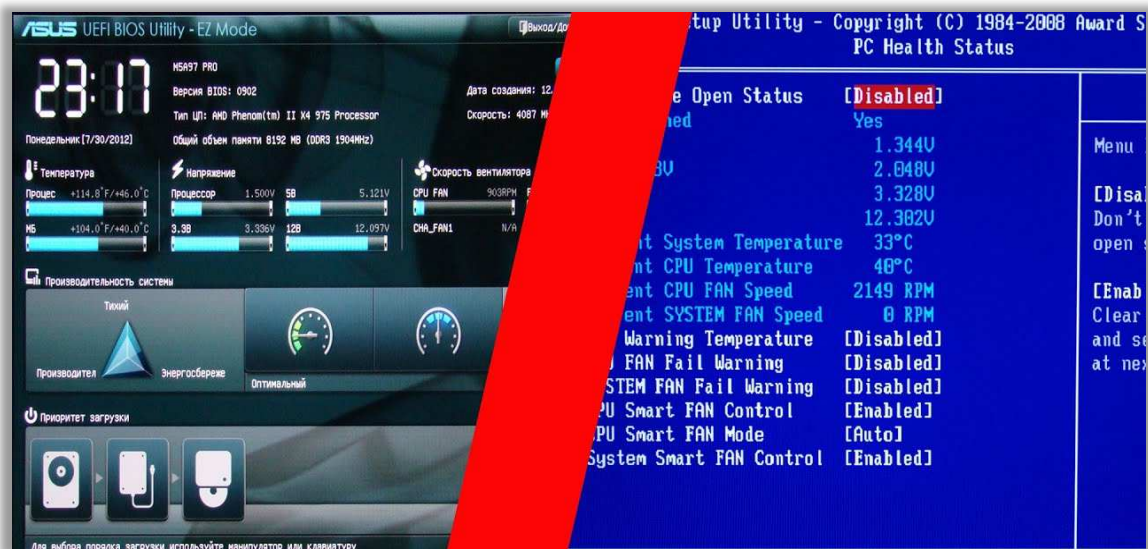 ASUS UEFI BIOS Utility - EZ Mode
Выход/До
23:17
M5A97 PRO
Версия BIOS: 0902
Дата создания: 12.
Тип ЦП: AMD Phenom(tm) II X4 975 Processor
Скорость: 4087 MH
Понедельник [7/30/2012]
Общий объем памяти 8192 MB (DDR3 1904MHz)
Температура
Процес +114.8°F/+46.0°C
МБ +104.0°F/+40.0°C
Напряжение
Процессор 1.500V 5В 5.121V
3.3В 3.336V 12В 12.097V
Скорость вентилятора
CPU FAN 903RPM
CHA_FAN1 N/A
Производительность системы
Тихий
Производител
Энергосбереже
Оптимальный
Приоритет загрузки
Для выбора порядка загрузки используйте манипулятор или клавиатуру
tup Utility - Copyright (C) 1984-2008 Award S
PC Health Status
e Open Status [Disabled]
ned Yes
1.344V
8V 2.048V
3.328V
12.302V
nt System Temperature 33°C
nt CPU Temperature 40°C
ent CPU FAN Speed 2149 RPM
ent SYSTEM FAN Speed 0 RPM
Warning Temperature [Disabled]
FAN Fail Warning [Disabled]
STEM FAN Fail Warning [Disabled]
PU Smart FAN Control [Enabled]
PU Smart FAN Mode [Auto]
System Smart FAN Control [Enabled]
Menu
[Disa
Don't
open s
[Enab
Clear
and se
at nex